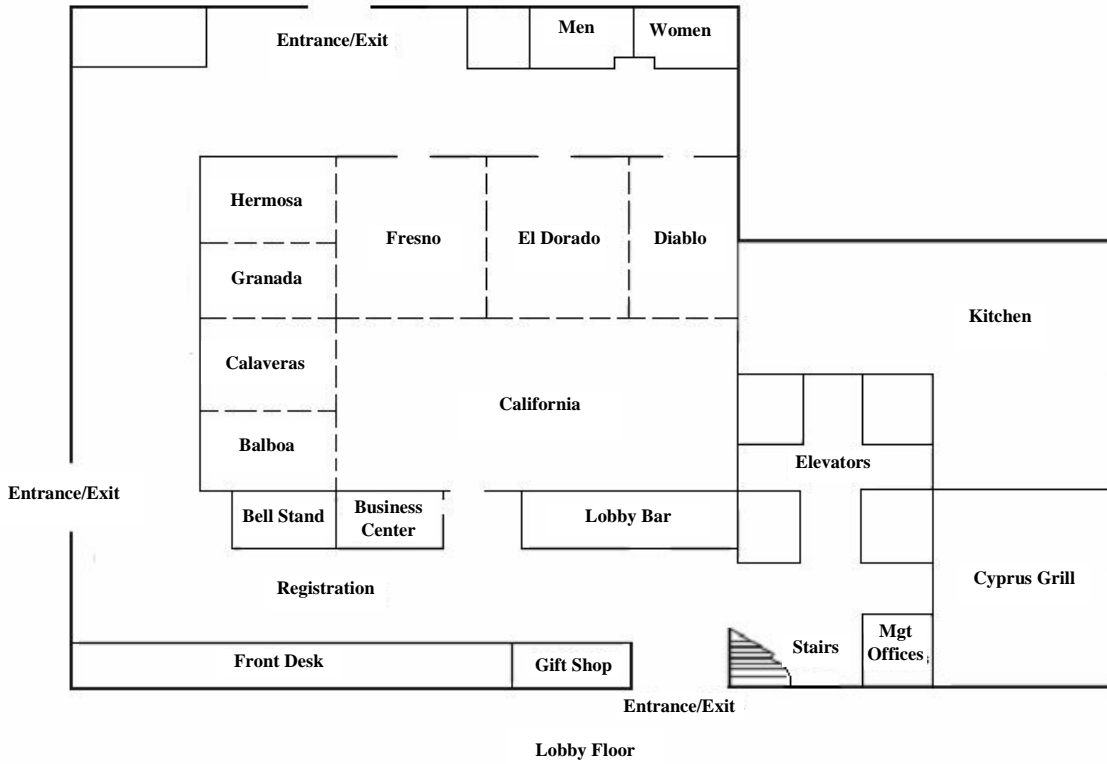 Men
Women
Entrance/Exit
Hermosa
Fresno
El Dorado
Diablo
Granada
Kitchen
Calaveras
California
Balboa
Elevators
Entrance/Exit
Bell Stand
Business
Center
Lobby Bar
Registration
Cyprus Grill
Front Desk
Gift Shop
Stairs
Mgt
Offices
Entrance/Exit
Lobby Floor